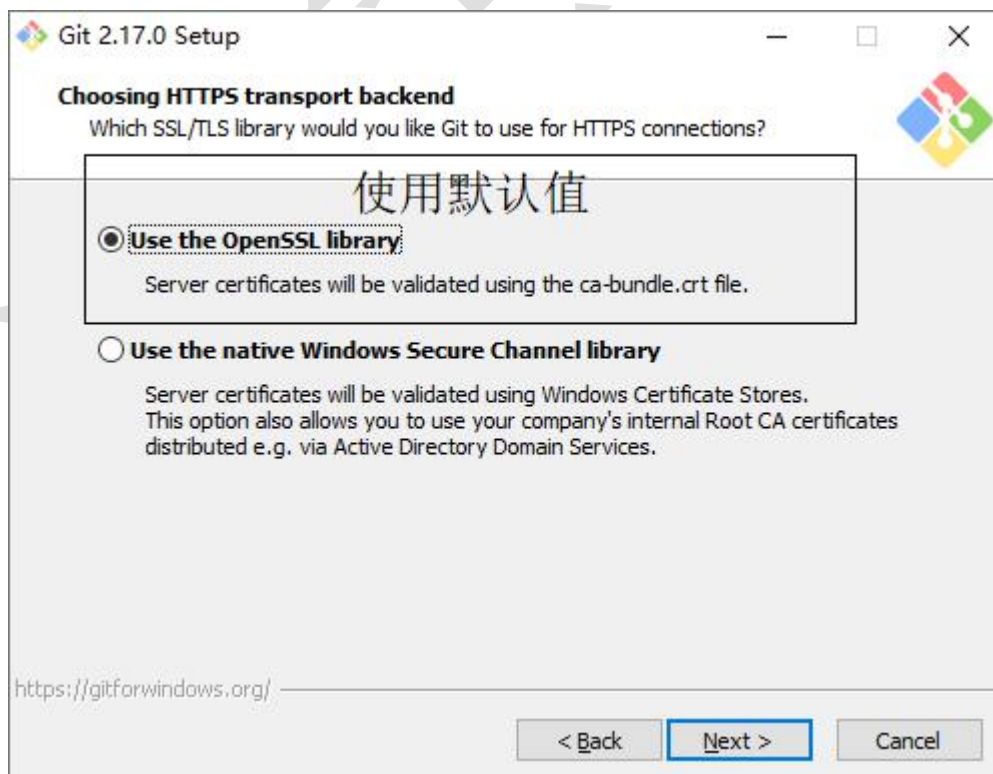 Git 2.17.0 Setup
Choosing HTTPS transport backend
Which SSL/TLS library would you like Git to use for HTTPS connections?
使用默认值
Use the OpenSSL library
Server certificates will be validated using the ca-bundle.crt file.
Use the native Windows Secure Channel library
Server certificates will be validated using Windows Certificate Stores.
This option also allows you to use your company's internal Root CA certificates
distributed e.g. via Active Directory Domain Services.
https://gitforwindows.org/
< Back Next > Cancel